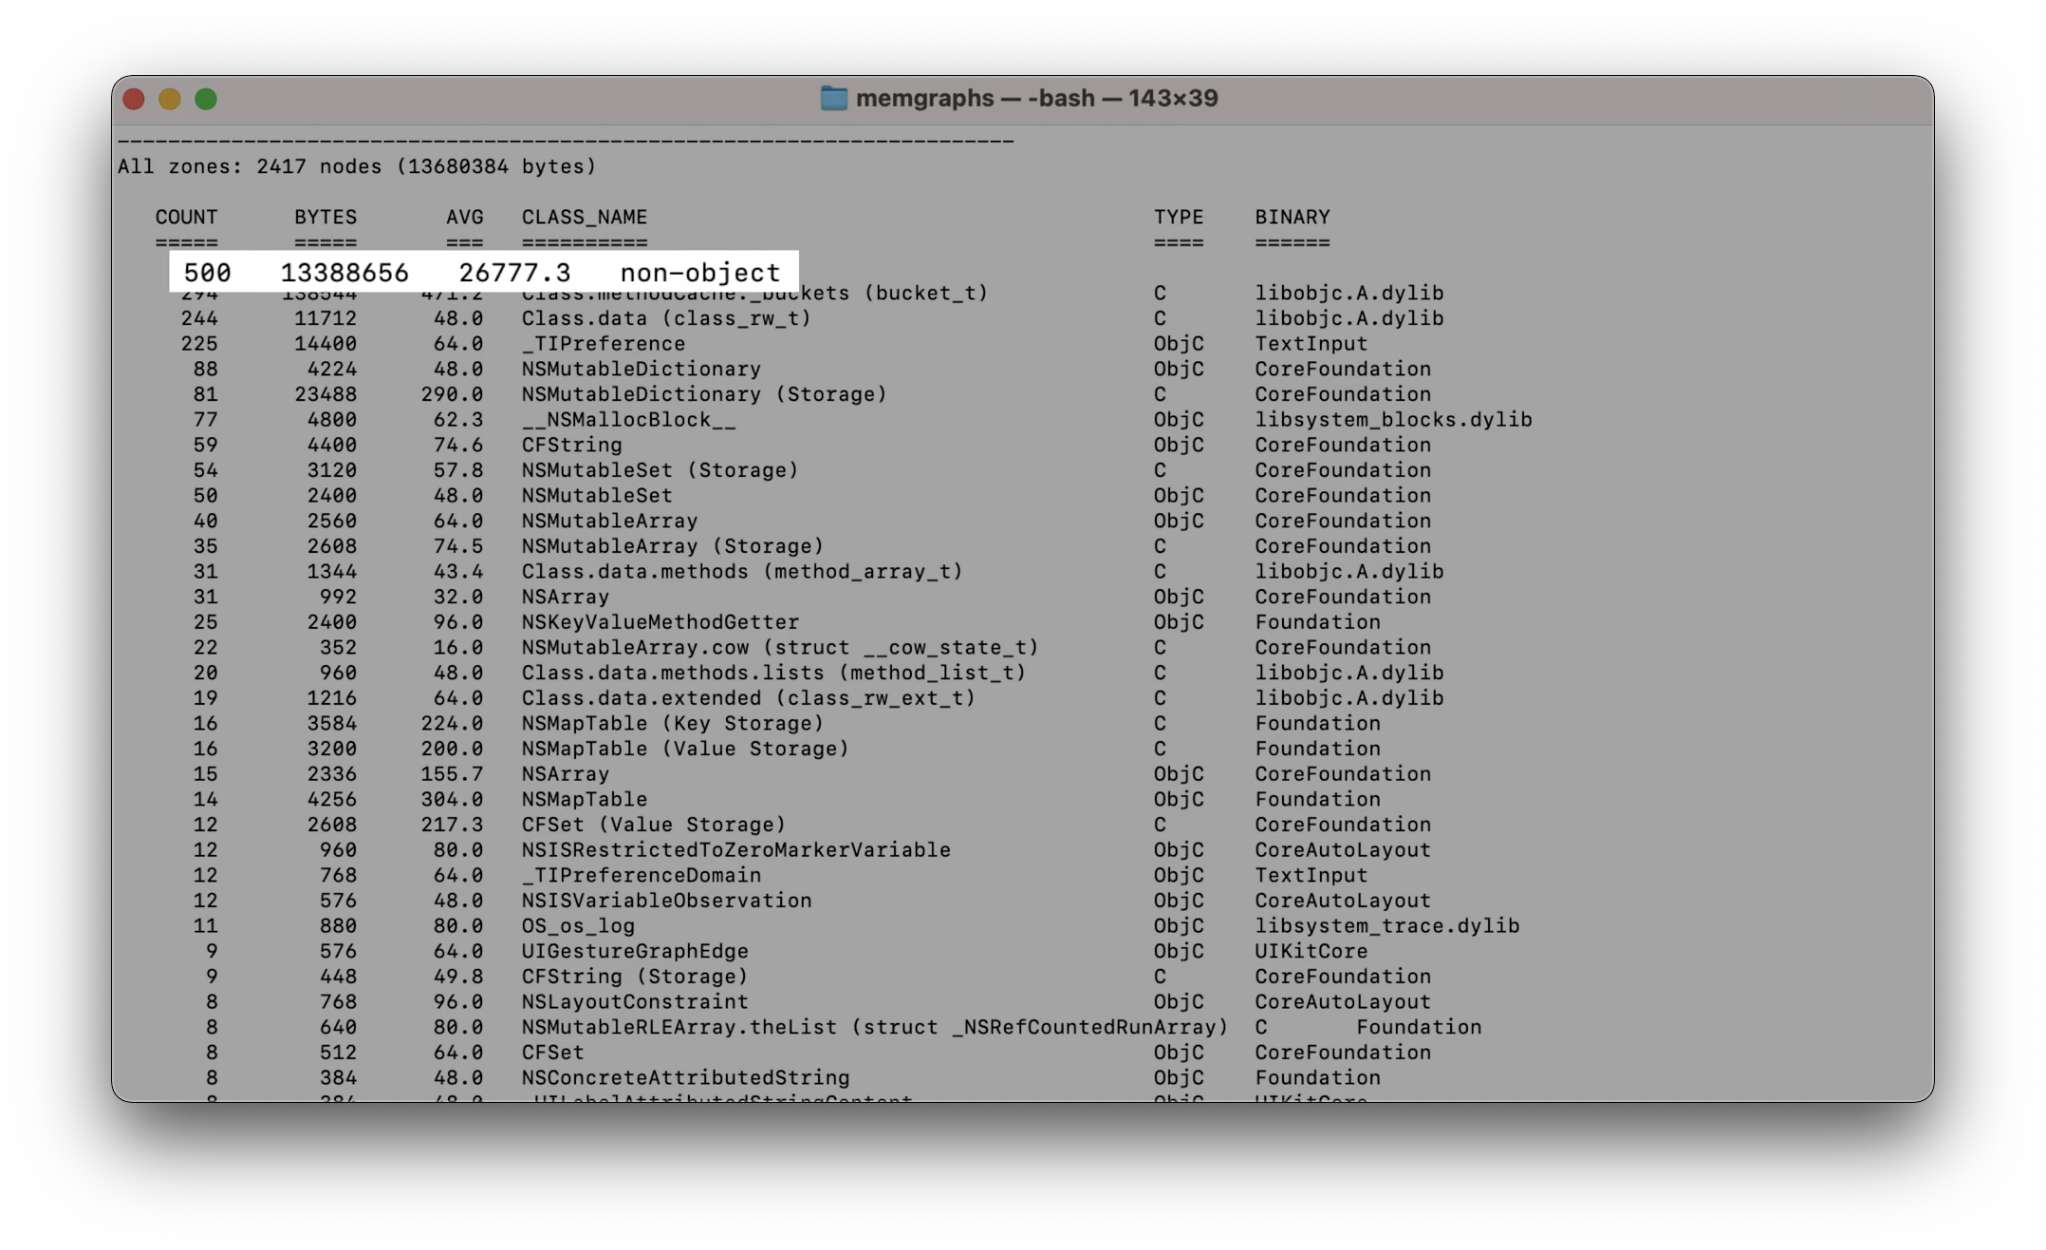 memgraphs — -bash — 143×39
-----------------------------------------------------------------------
All zones: 2417 nodes (13680384 bytes)
COUNT BYTES AVG CLASS_NAME TYPE BINARY
===== ===== === ========== ==== ======
500 13388656 26777.3 non-object
294 138544 471.2 Class.methodCache._buckets (bucket_t) C libobjc.A.dylib
244 11712 48.0 Class.data (class_rw_t) C libobjc.A.dylib
225 14400 64.0 _TIPreference ObjC TextInput
88 4224 48.0 NSMutableDictionary ObjC CoreFoundation
81 23488 290.0 NSMutableDictionary (Storage) C CoreFoundation
77 4800 62.3 __NSMallocBlock__ ObjC libsystem_blocks.dylib
59 4400 74.6 CFString ObjC CoreFoundation
54 3120 57.8 NSMutableSet (Storage) C CoreFoundation
50 2400 48.0 NSMutableSet ObjC CoreFoundation
40 2560 64.0 NSMutableArray ObjC CoreFoundation
35 2608 74.5 NSMutableArray (Storage) C CoreFoundation
31 1344 43.4 Class.data.methods (method_array_t) C libobjc.A.dylib
31 992 32.0 NSArray ObjC CoreFoundation
25 2400 96.0 NSKeyValueMethodGetter ObjC Foundation
22 352 16.0 NSMutableArray.cow (struct __cow_state_t) C CoreFoundation
20 960 48.0 Class.data.methods.lists (method_list_t) C libobjc.A.dylib
19 1216 64.0 Class.data.extended (class_rw_ext_t) C libobjc.A.dylib
16 3584 224.0 NSMapTable (Key Storage) C Foundation
16 3200 200.0 NSMapTable (Value Storage) C Foundation
15 2336 155.7 NSArray ObjC CoreFoundation
14 4256 304.0 NSMapTable ObjC Foundation
12 2608 217.3 CFSet (Value Storage) C CoreFoundation
12 960 80.0 NSISRestrictedToZeroMarkerVariable ObjC CoreAutoLayout
12 768 64.0 _TIPreferenceDomain ObjC TextInput
12 576 48.0 NSISVariableObservation ObjC CoreAutoLayout
11 880 80.0 OS_os_log ObjC libsystem_trace.dylib
9 576 64.0 UIGestureGraphEdge ObjC UIKitCore
9 448 49.8 CFString (Storage) C CoreFoundation
8 768 96.0 NSLayoutConstraint ObjC CoreAutoLayout
8 640 80.0 NSMutableRLEArray.theList (struct _NSRefCountedRunArray) C Foundation
8 512 64.0 CFSet ObjC CoreFoundation
8 384 48.0 NSConcreteAttributedString ObjC Foundation
8 384 48.0 _UILabelAttributedStringContent ObjC UIKitCore